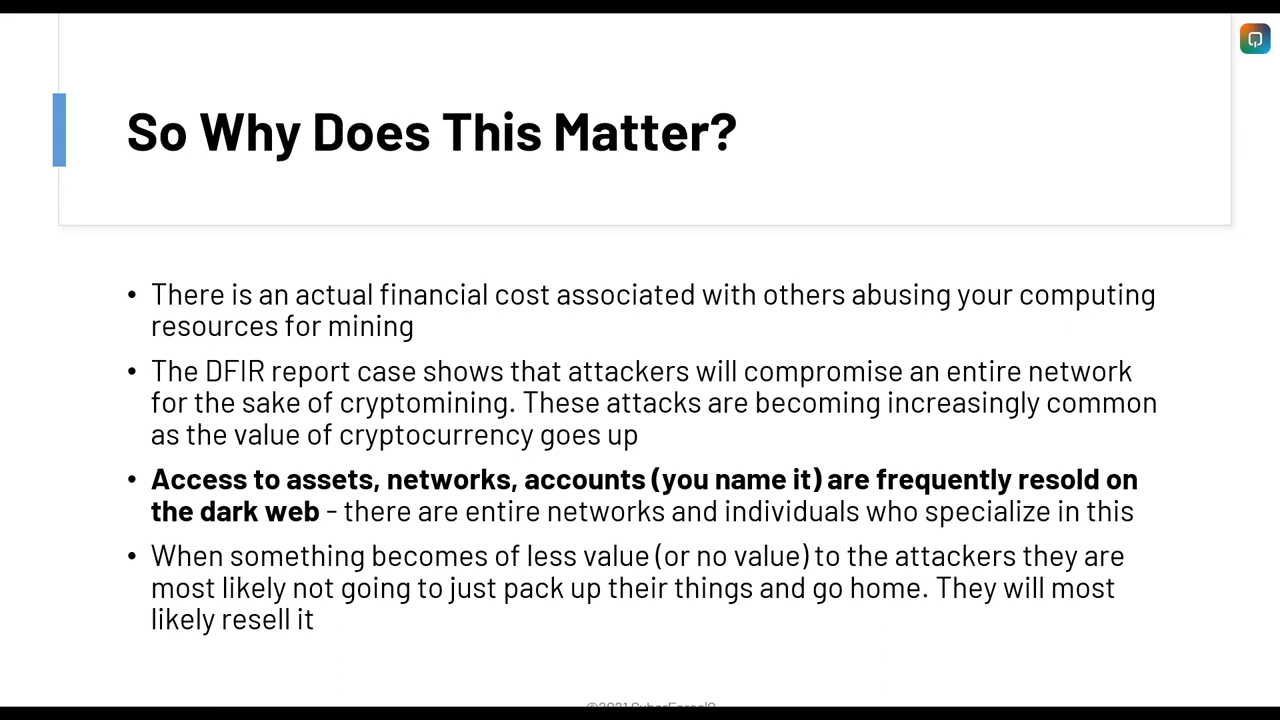 So Why Does This Matter?
• There is an actual financial cost associated with others abusing your computing
resources for mining
• The DFIR report case shows that attackers will compromise an entire network
for the sake of cryptomining. These attacks are becoming increasingly common
as the value of cryptocurrency goes up
• Access to assets, networks, accounts (you name it) are frequently resold on
the dark web - there are entire networks and individuals who specialize in this
• When something becomes of less value (or no value) to the attackers they are
most likely not going to just pack up their things and go home. They will most
likely resell it